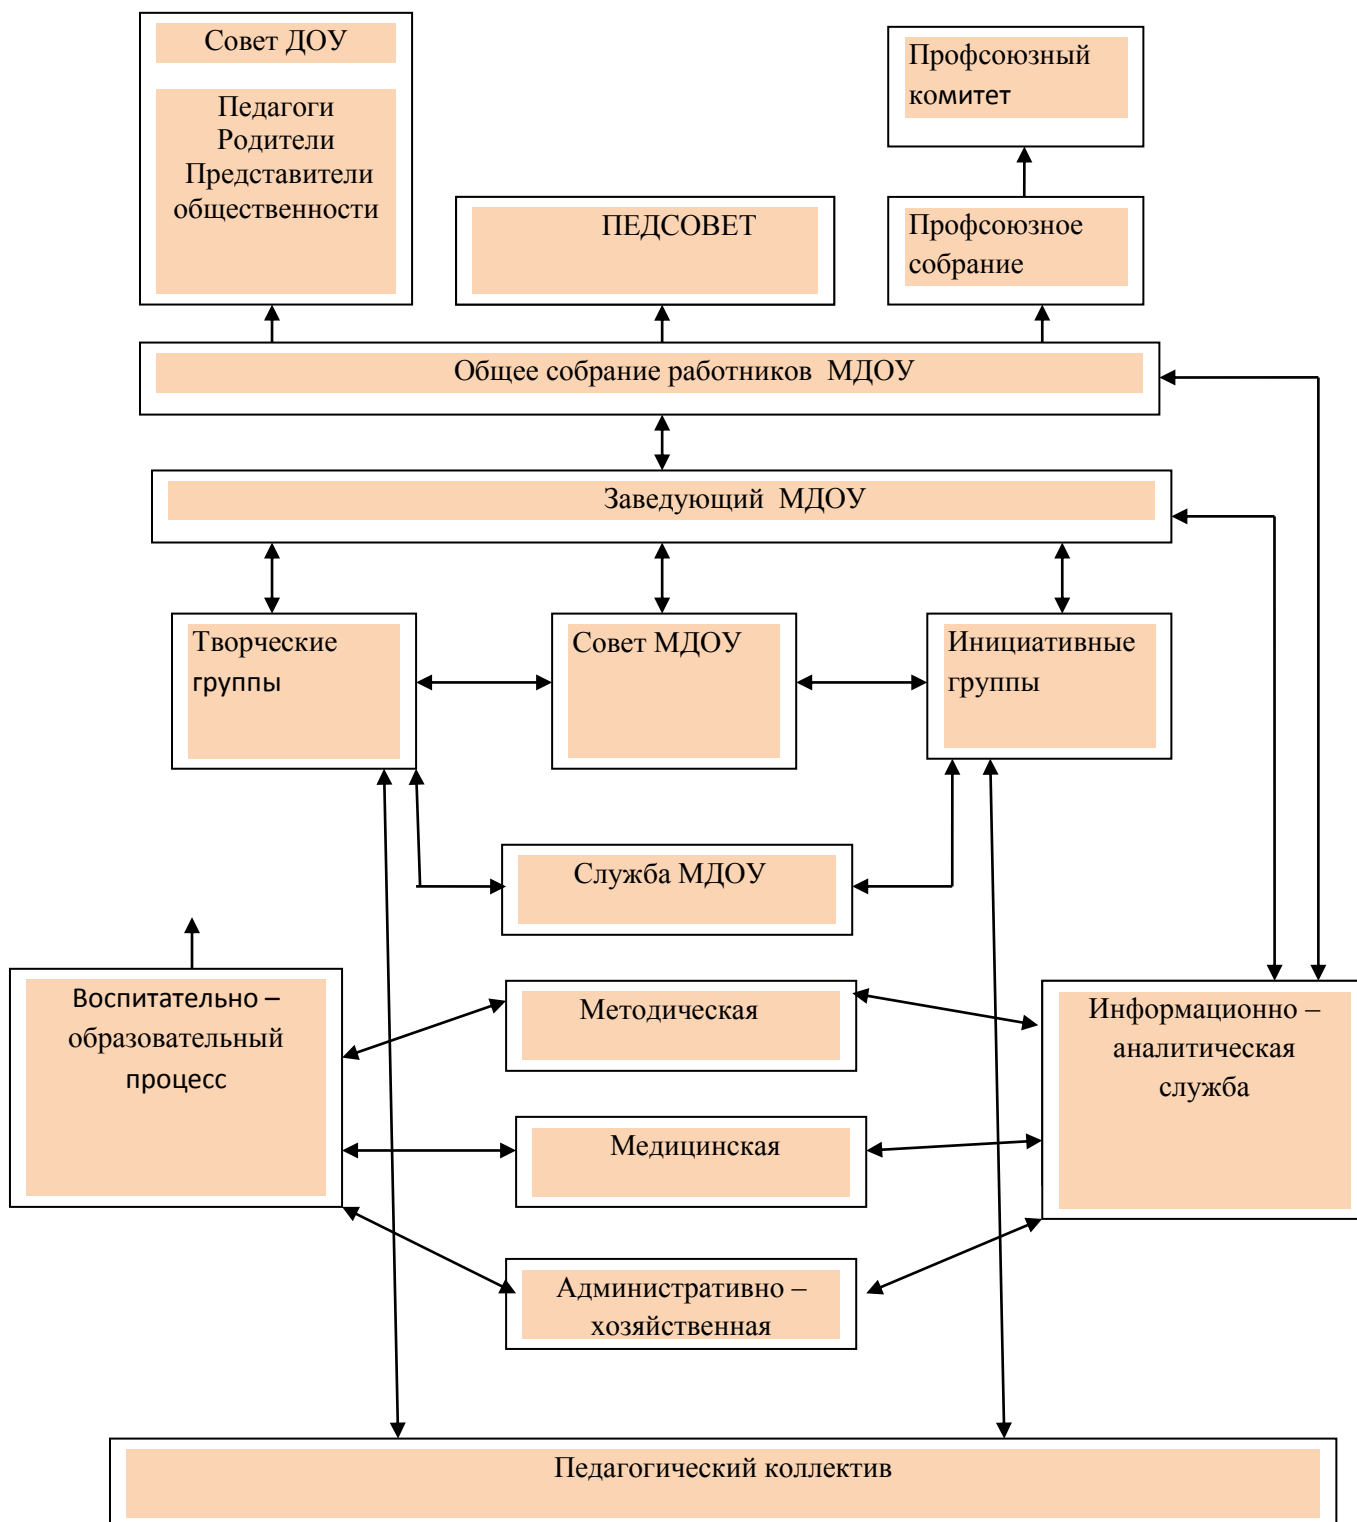 Совет ДОУ
Педагоги
Родители
Представители
общественности
Профсоюзный
комитет
ПЕДСОВЕТ
Профсоюзное
собрание
Общее собрание работников МДОУ
Заведующий МДОУ
Творческие
группы
Совет МДОУ
Инициативные
группы
Служба МДОУ
Воспитательно –
образовательный
процесс
Методическая
Информационно –
аналитическая
служба
Медицинская
Административно –
хозяйственная
Педагогический коллектив